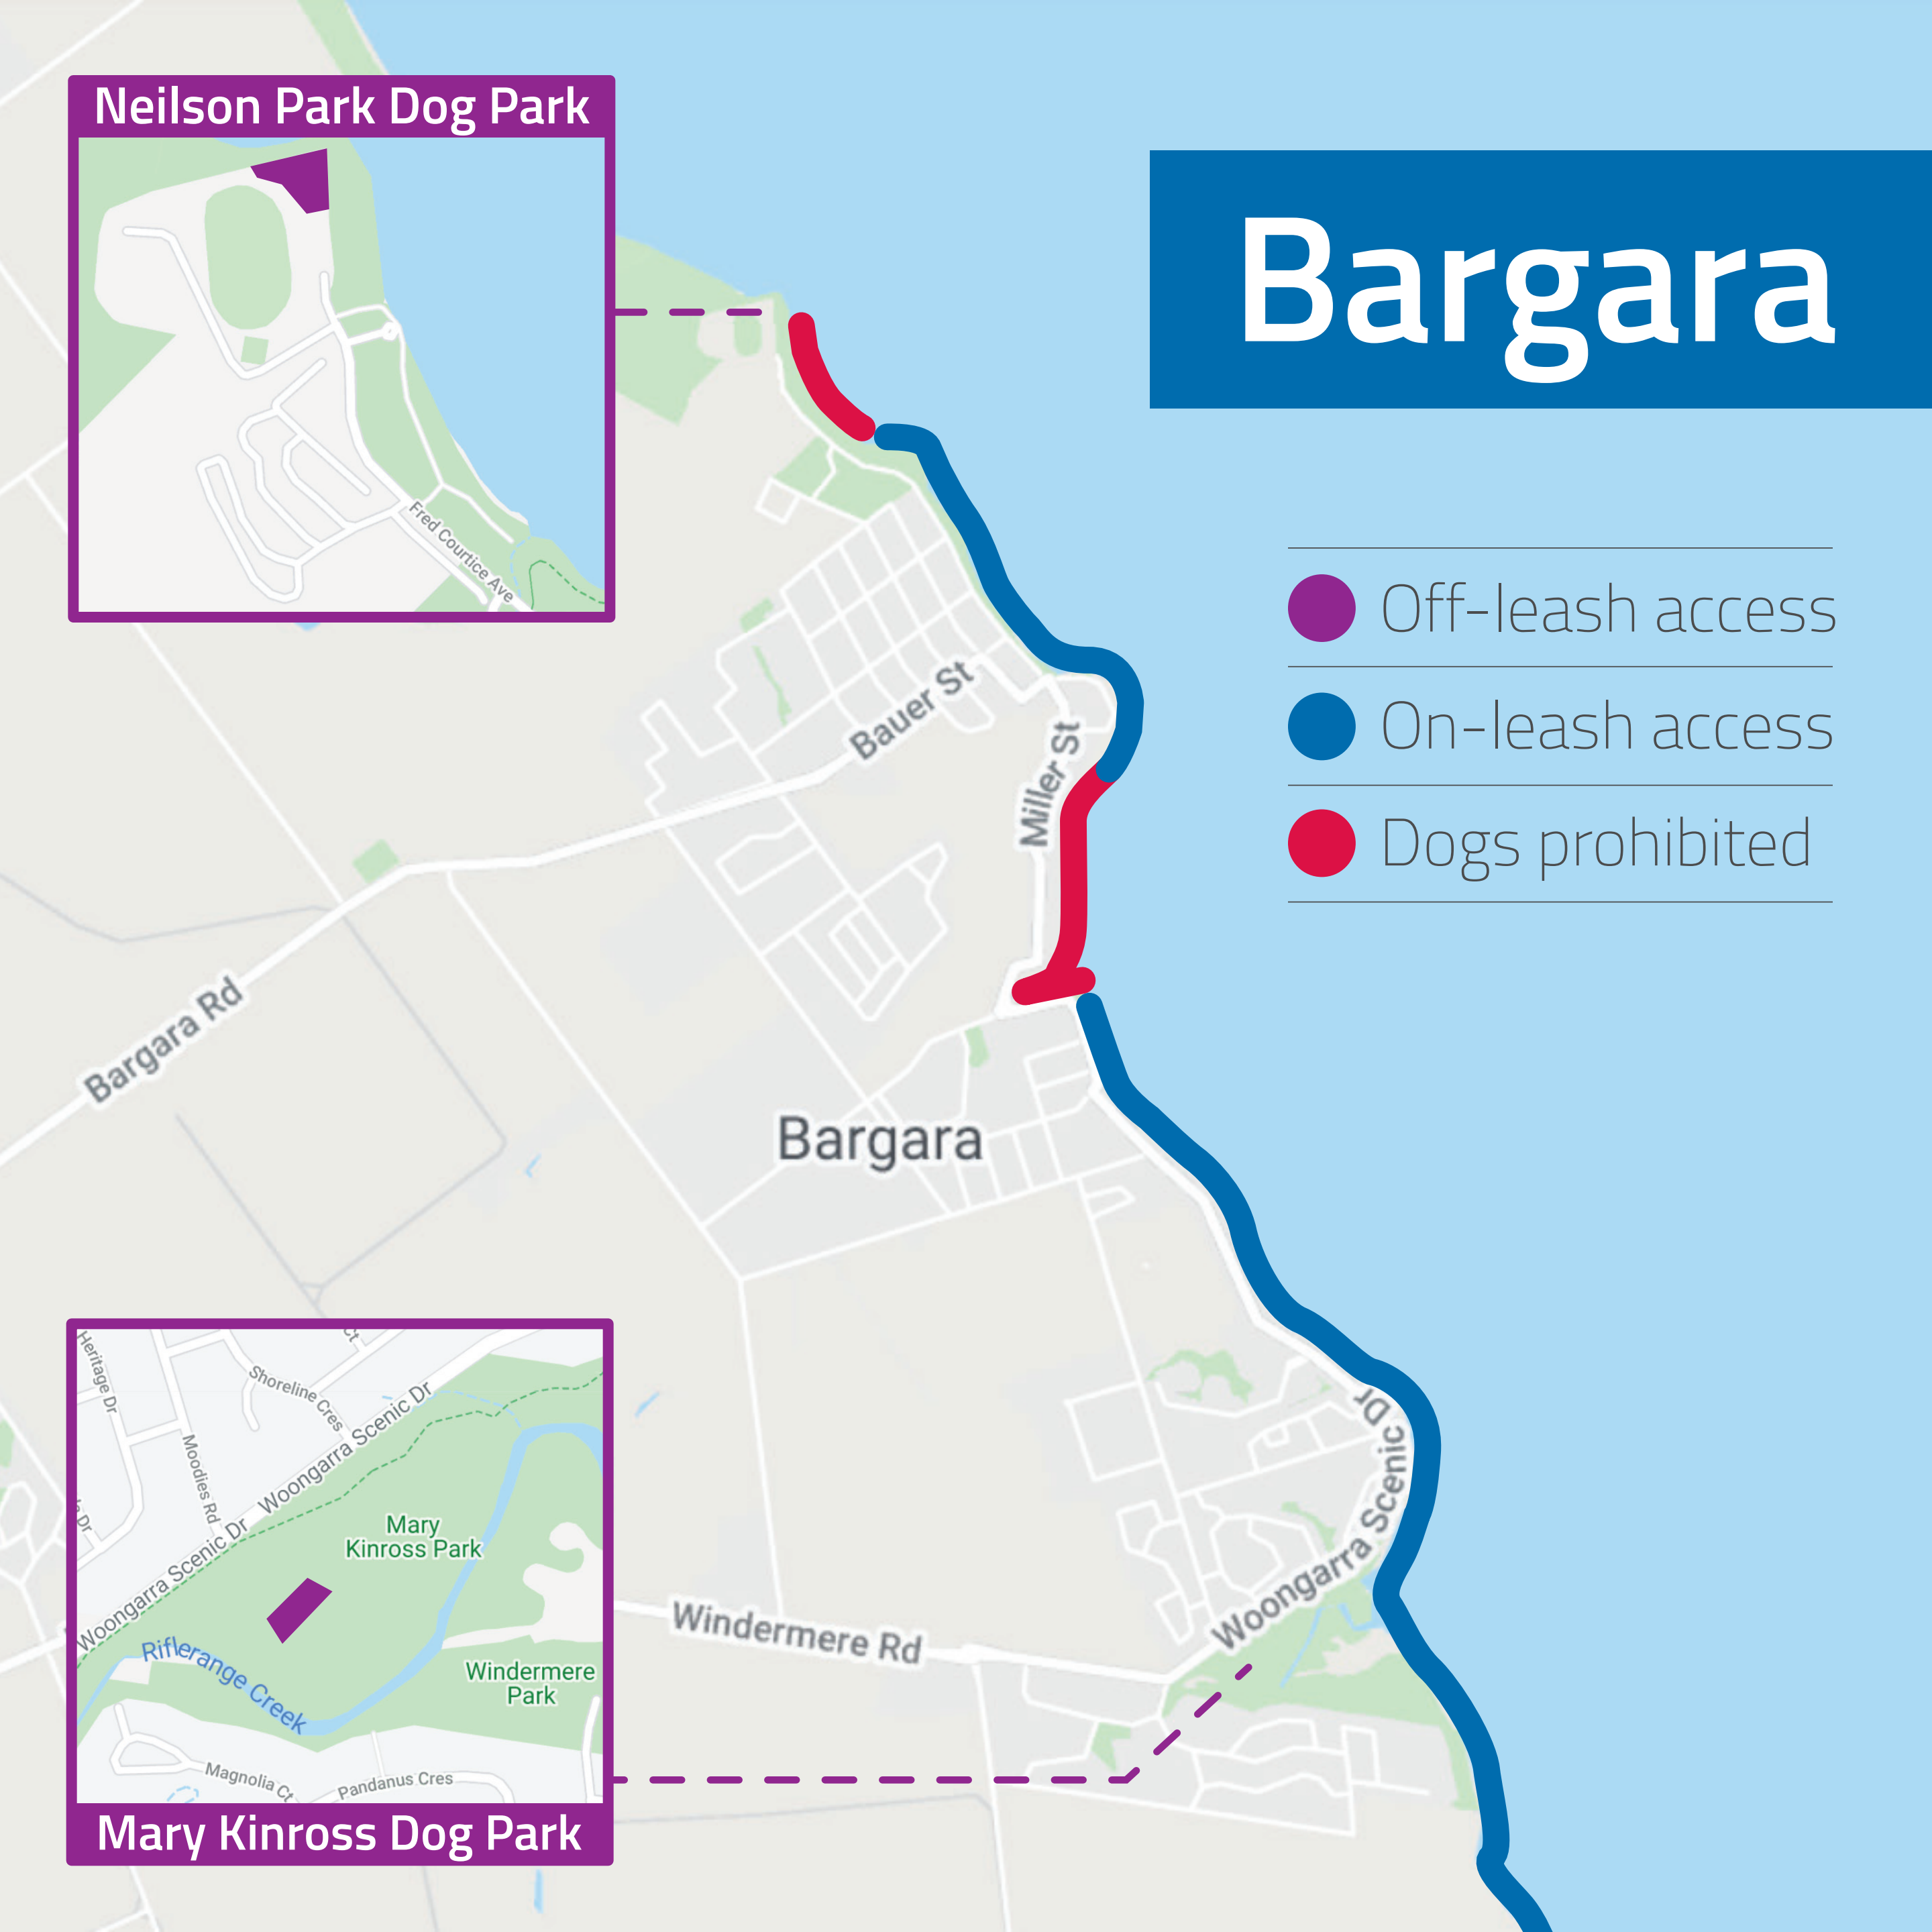 Neilson Park Dog Park
Fred Courtice Ave
Bargara
Off-leash access
On-leash access
Dogs prohibited
Bauer St
Miller St
Bargara Rd
Bargara
Woongarra Scenic Dr
Windermere Rd
Heritage Dr
Ct
Shoreline Cres
Moodies Rd
Woongarra Scenic Dr
Woongarra Scenic Dr
Dr
Mary
Kinross Park
Riflerange Creek
Windermere
Park
Magnolia Ct
Pandanus Cres
Mary Kinross Dog Park